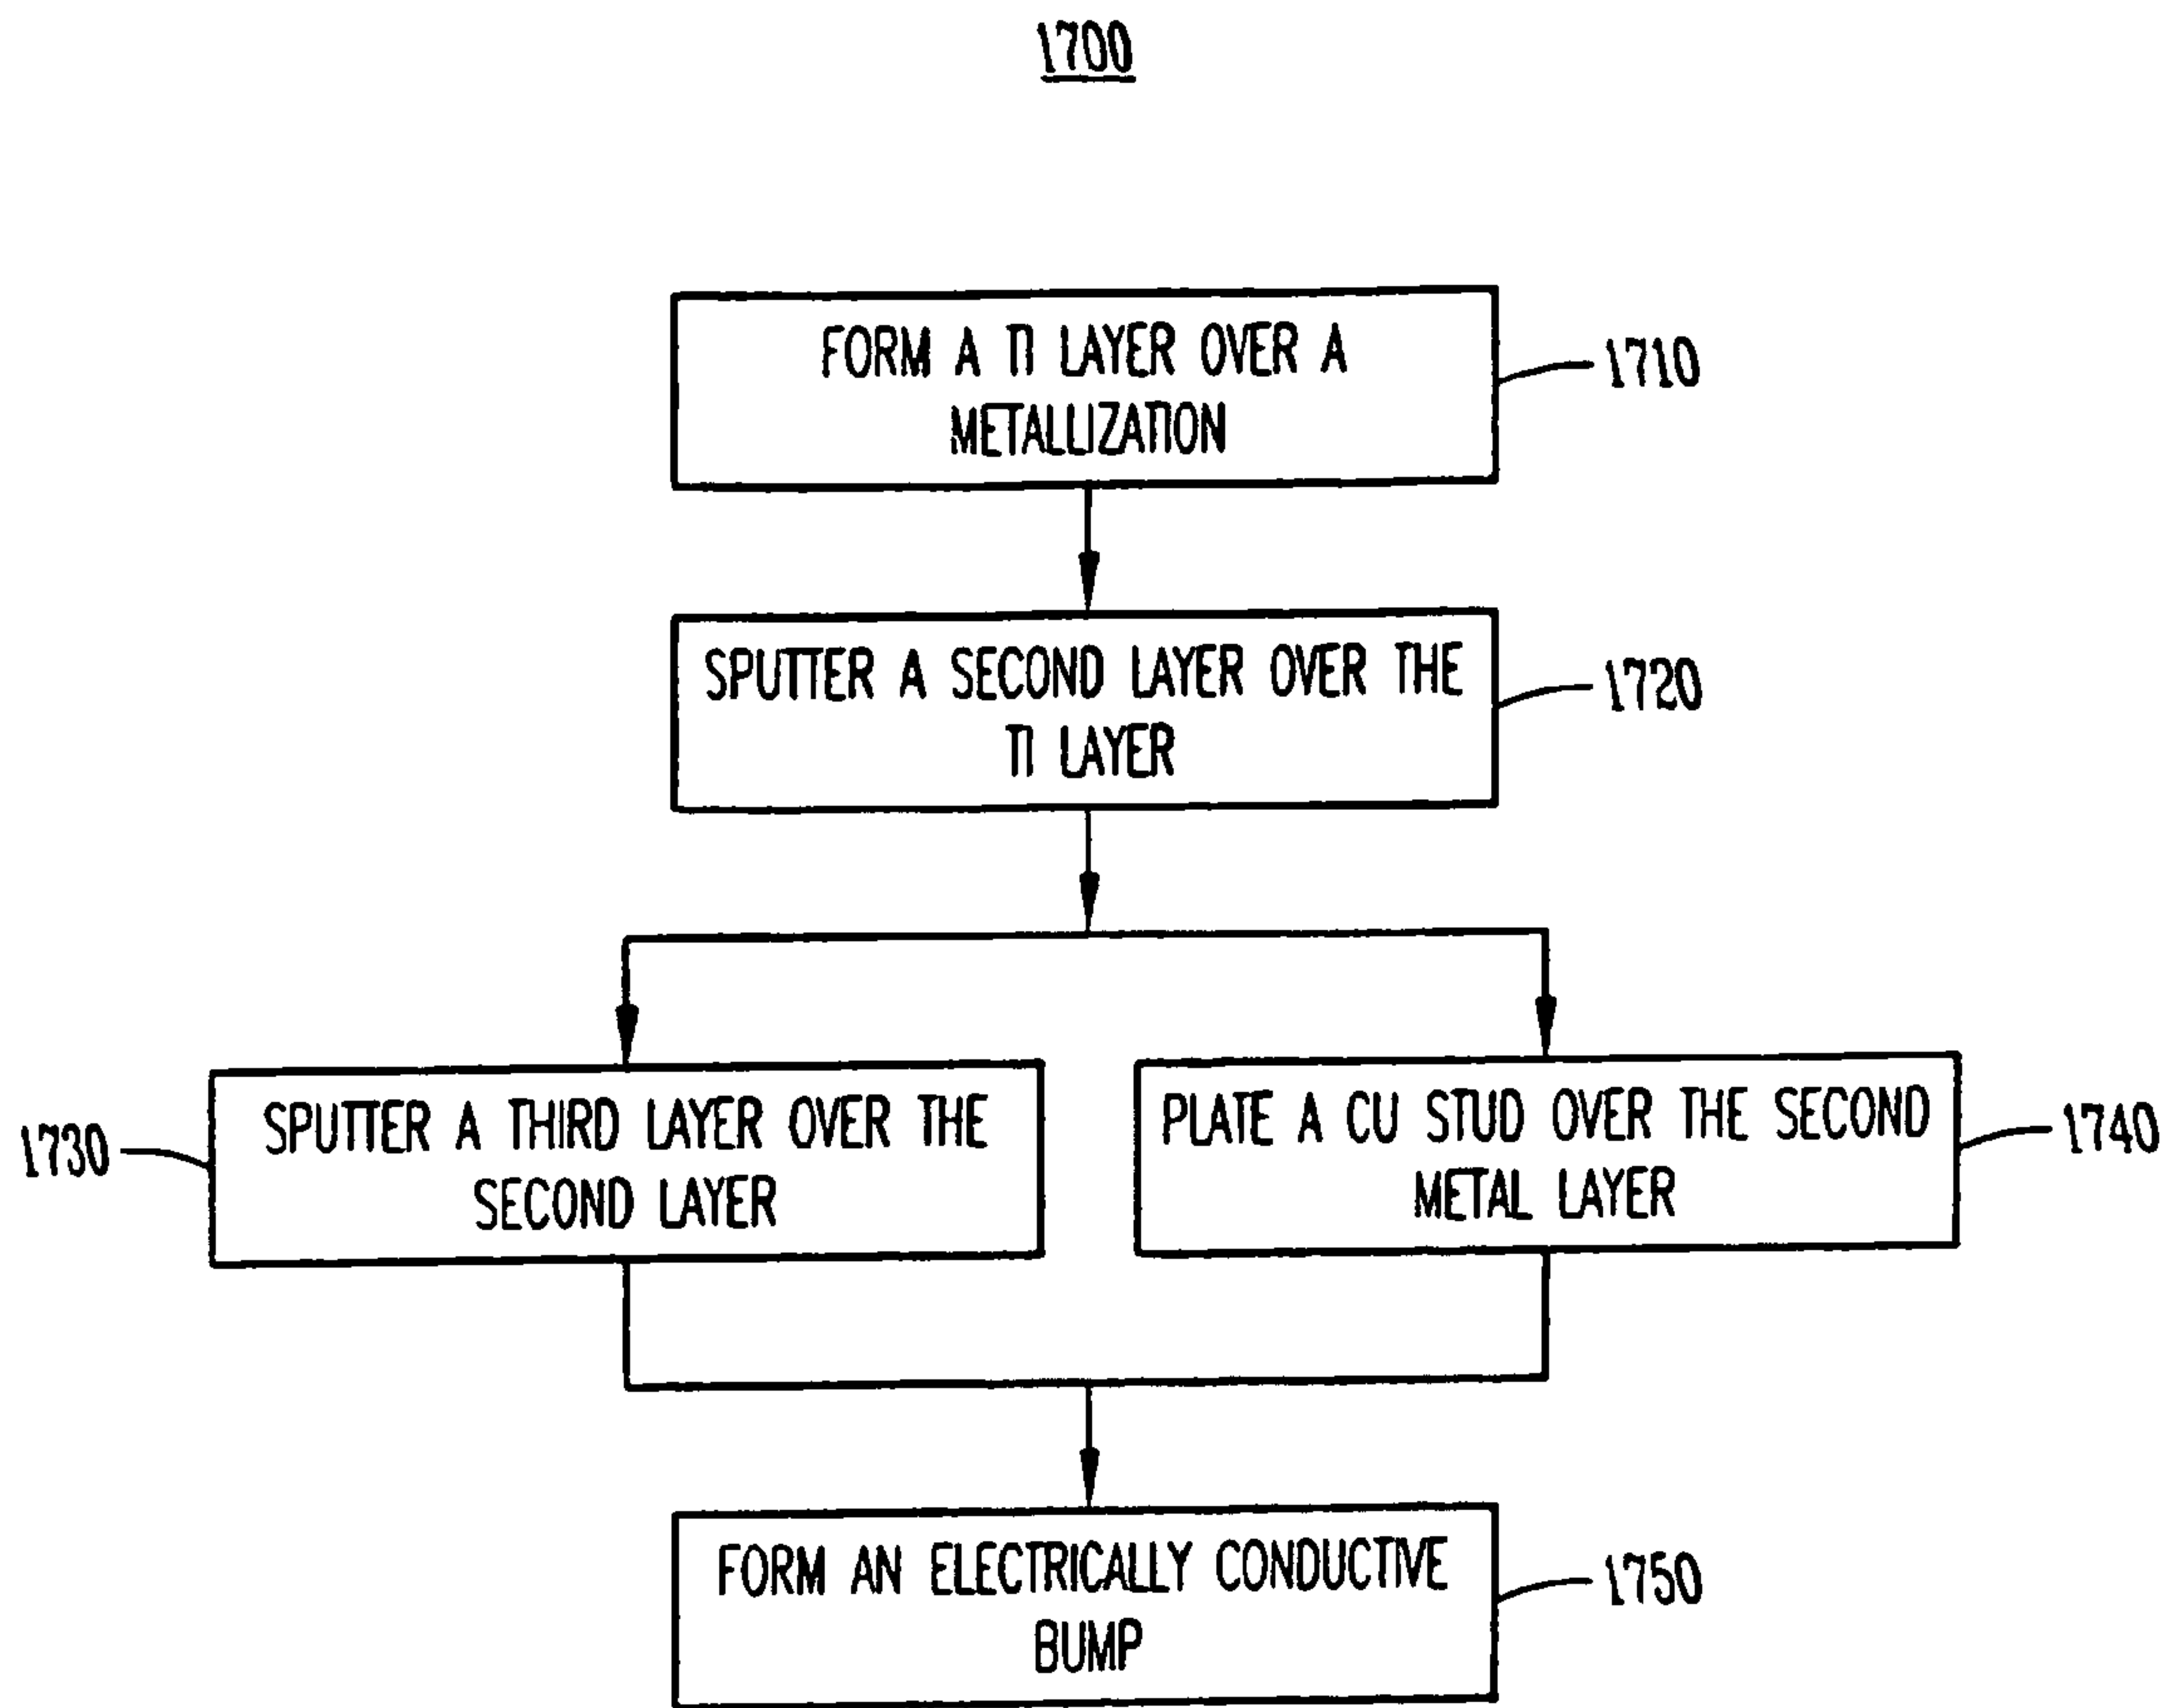 1700
FORM A TI LAYER OVER A
METALLIZATION
1710
SPUTTER A SECOND LAYER OVER THE
TI LAYER
1720
1730
SPUTTER A THIRD LAYER OVER THE
SECOND LAYER
PLATE A CU STUD OVER THE SECOND
METAL LAYER
1740
FORM AN ELECTRICALLY CONDUCTIVE
BUMP
1750